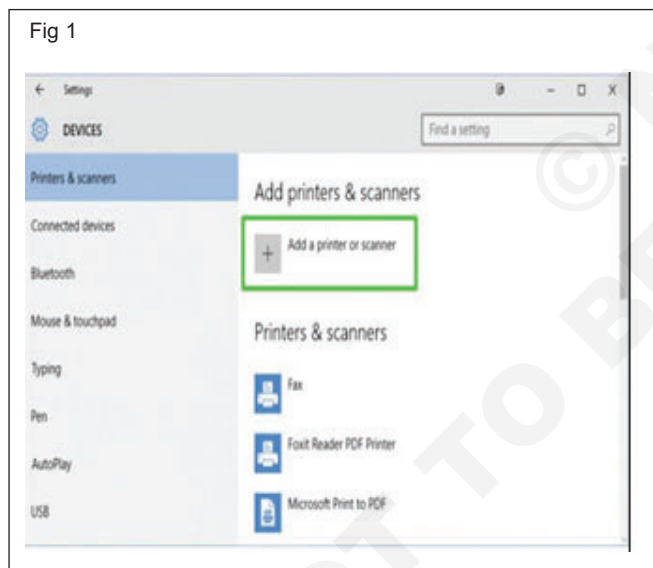 Fig 1
Settings
DEVICES
Find a setting
Printers & scanners
Connected devices
Bluetooth
Mouse & touchpad
Typing
Pen
AutoPlay
USB
Add printers & scanners
Add a printer or scanner
Printers & scanners
Fax
Foxit Reader PDF Printer
Microsoft Print to PDF